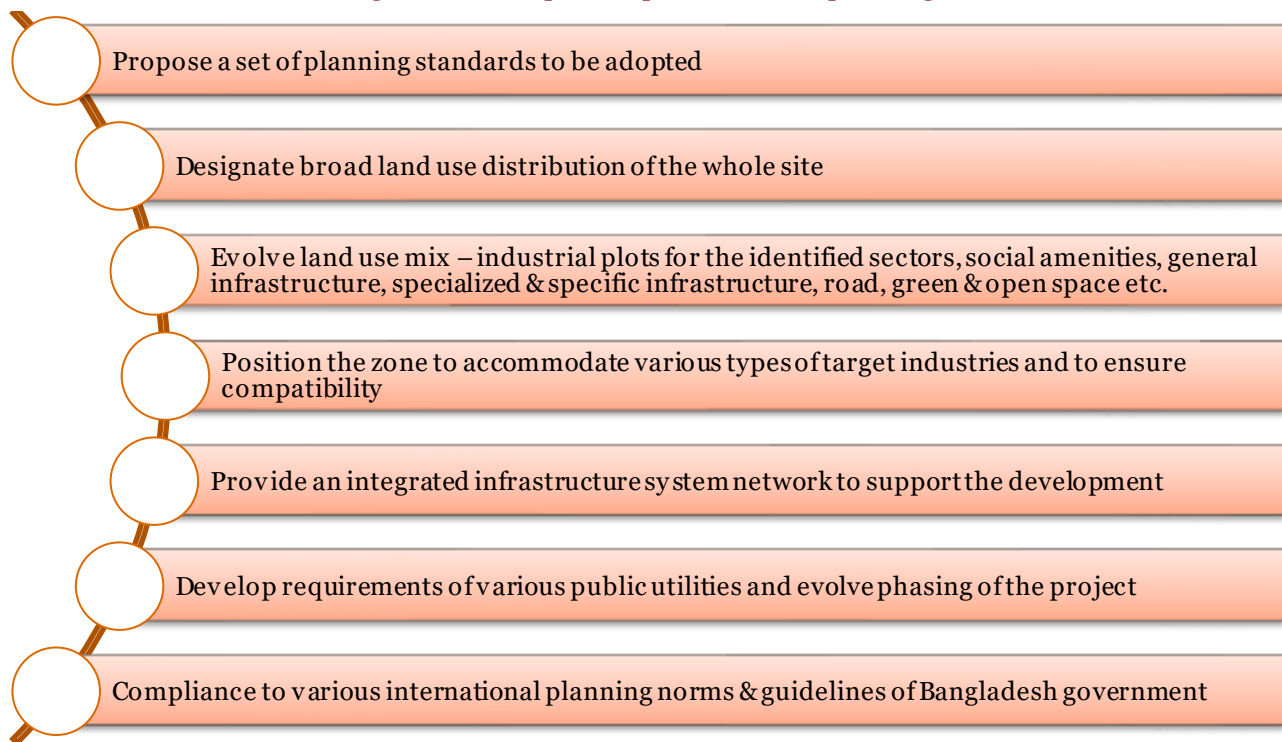 Propose a set of planning standards to be adopted
Designate broad land use distribution of the whole site
Evolve land use mix – industrial plots for the identified sectors, social amenities, general
infrastructure, specialized & specific infrastructure, road, green & open space etc.
Position the zone to accommodate various types of target industries and to ensure
compatibility
Provide an integrated infrastructure system network to support the development
Develop requirements of various public utilities and evolve phasing of the project
Compliance to various international planning norms & guidelines of Bangladesh government